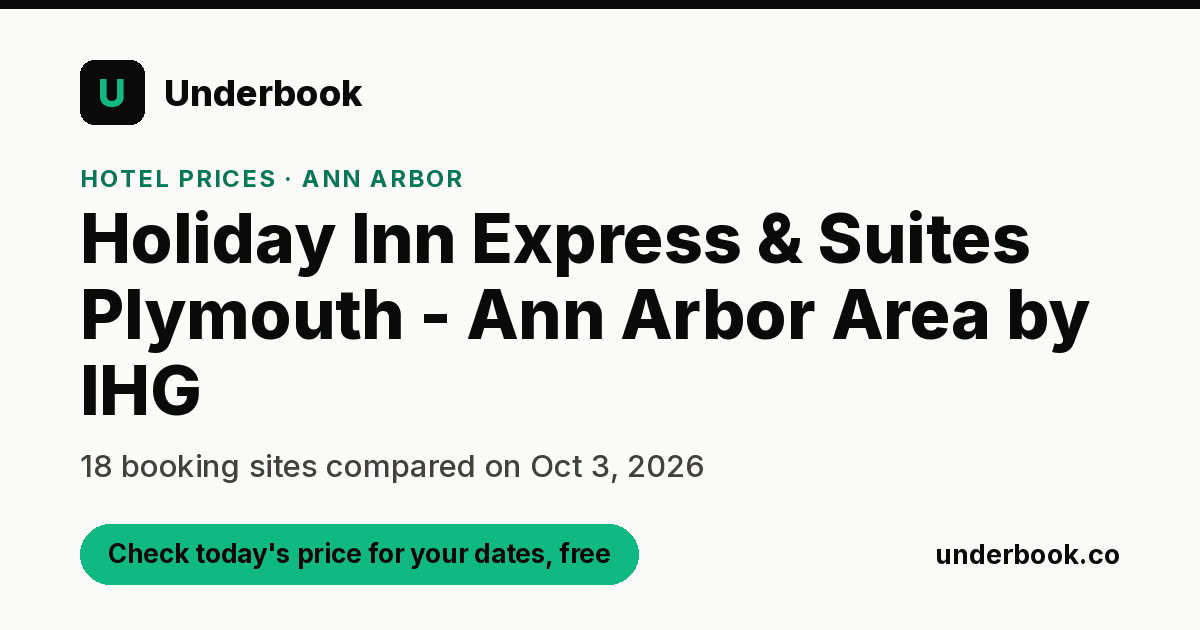 U Underbook
HOTEL PRICES · ANN ARBOR
Holiday Inn Express & Suites
Plymouth - Ann Arbor Area by
IHG
18 booking sites compared on Oct 3, 2026
Check today's price for your dates, free
underbook.co